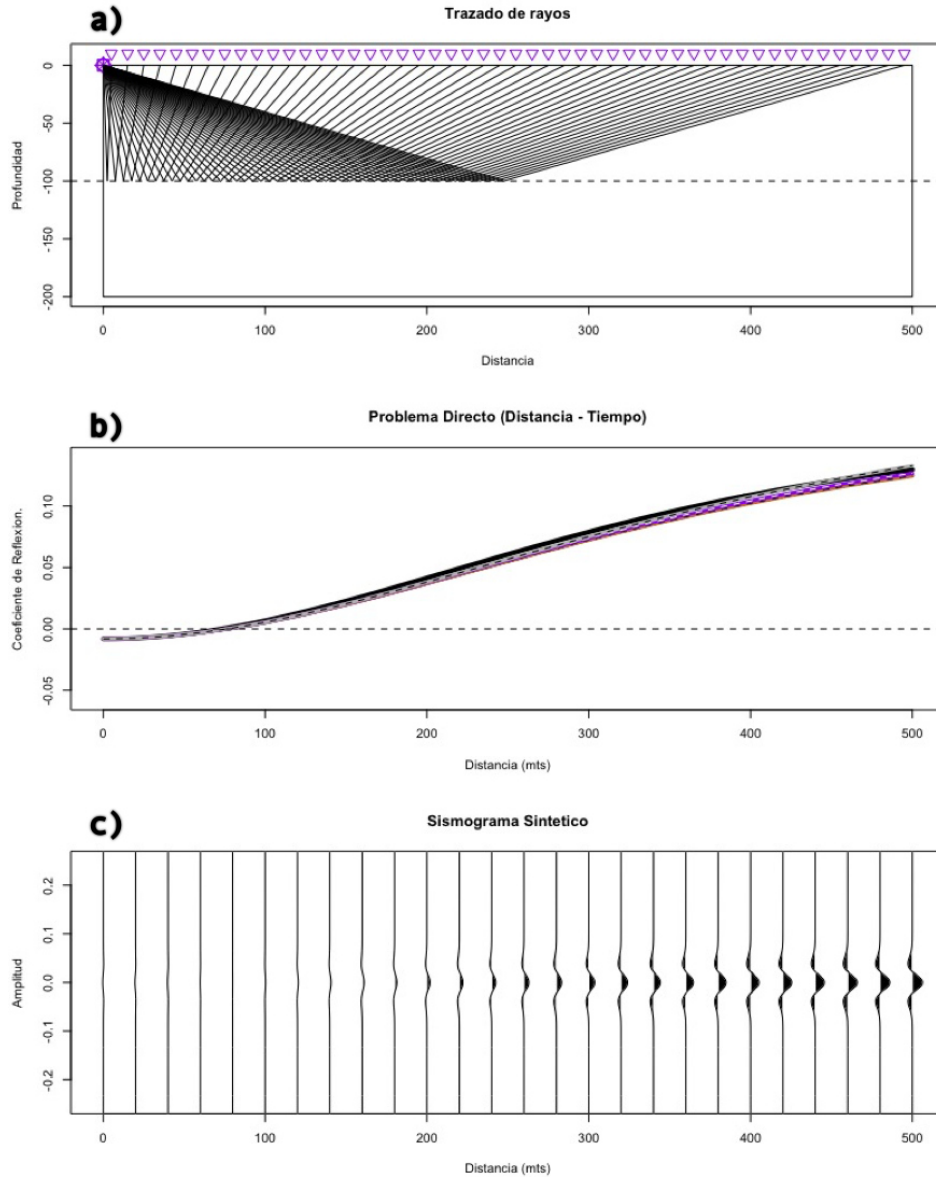 a)
Trazado de rayos
0
-50
-100
-150
-200
Profundidad
0 100 200 300 400 500
Distancia
b)
Problema Directo (Distancia - Tiempo)
0.10
0.05
0.00
-0.05
Coeficiente de Reflexion.
0 100 200 300 400 500
Distancia (mts)
c)
Sismograma Sintetico
0.2
0.1
0.0
-0.1
-0.2
Amplitud
0 100 200 300 400 500
Distancia (mts)